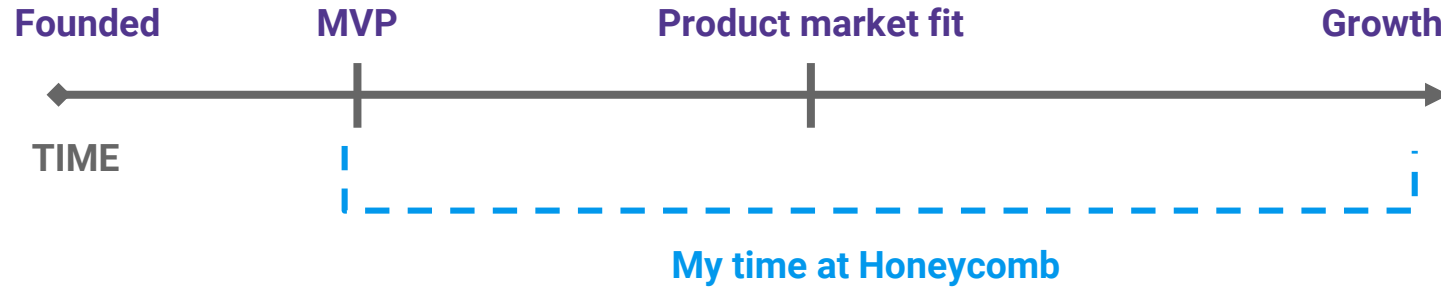 Founded
MVP
Product market fit
Growth
TIME
My time at Honeycomb